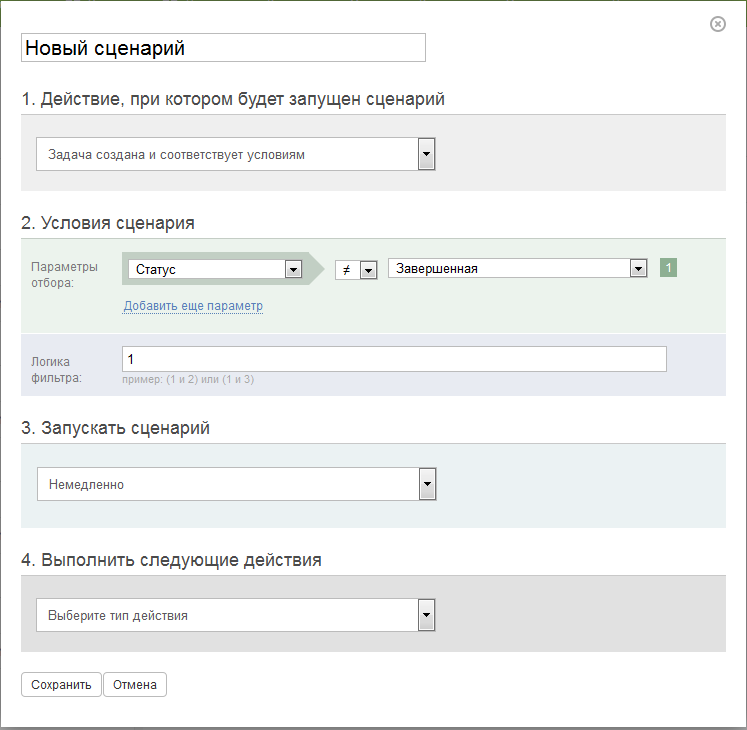 Новый сценарий
1. Действие, при котором будет запущен сценарий
Задача создана и соответствует условиям
2. Условия сценария
Параметры
отбора:
Статус
≠
Завершенная
1
Добавить еще параметр
Логика
фильтра:
1
пример: (1 и 2) или (1 и 3)
3. Запускать сценарий
Немедленно
4. Выполнить следующие действия
Выберите тип действия
Сохранить
Отмена